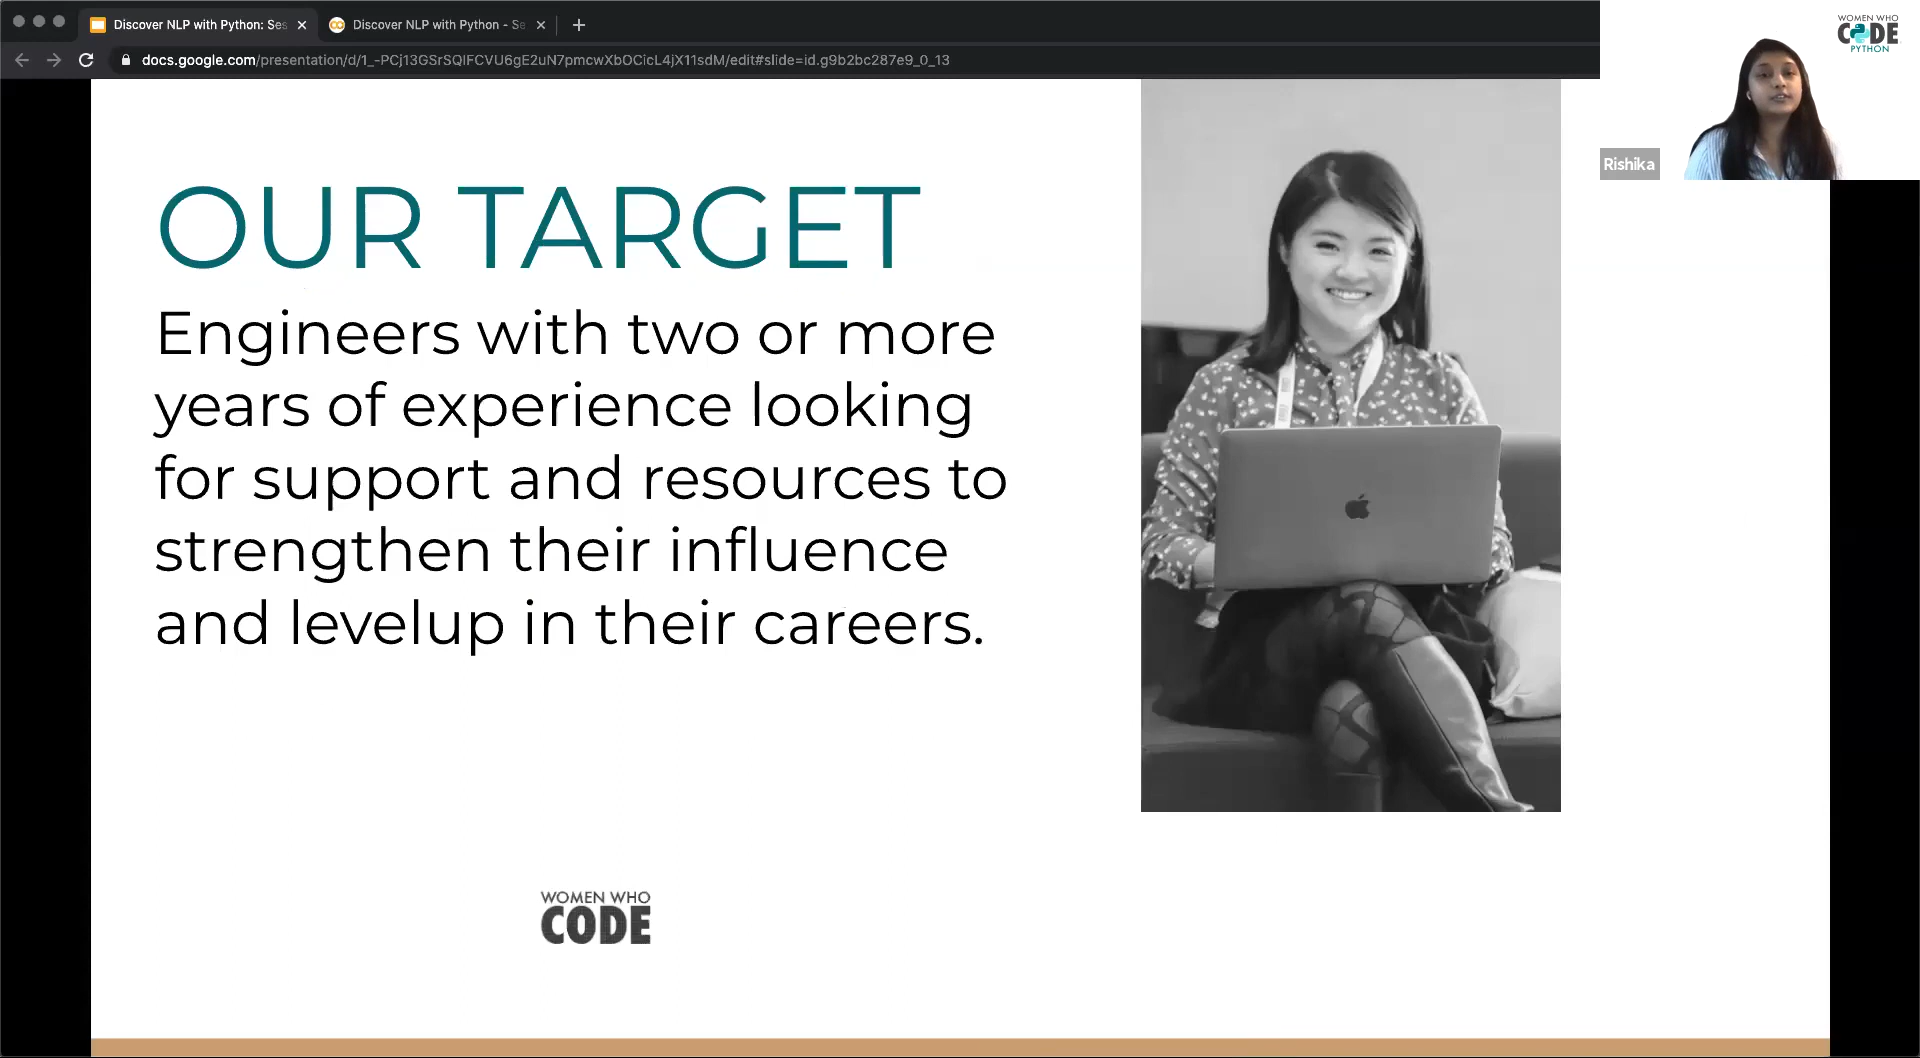 Discover NLP with Python: Ses
Discover NLP with Python - Se
docs.google.com/presentation/d/1_-PCj13GSrSQlFCVU6gE2uN7pmcwXbOCicL4jX11sdM/edit#slide=id.g9b2bc287e9_0_13
WOMEN WHO
CODE
PYTHON
Rishika
OUR TARGET
Engineers with two or more
years of experience looking
for support and resources to
strengthen their influence
and levelup in their careers.
WOMEN WHO
CODE